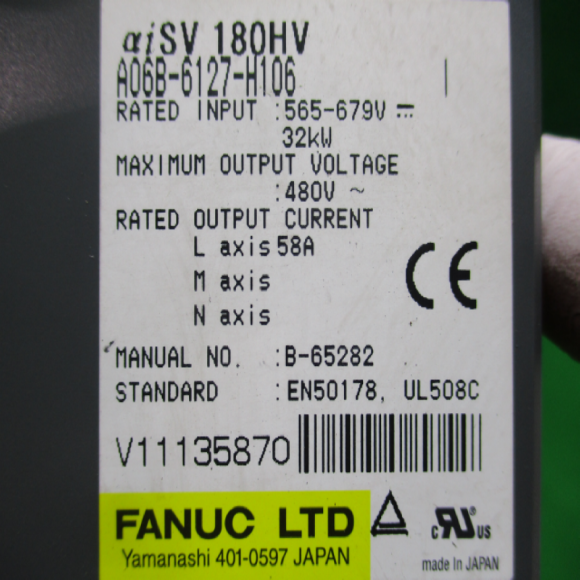 αiSV 180HV
A06B-6127-H106
RATED INPUT :565-679V ⎓
32kW
MAXIMUM OUTPUT VOLTAGE
:480V ~
RATED OUTPUT CURRENT
L axis 58A
M axis
N axis
CE
MANUAL NO. :B-65282
STANDARD :EN50178, UL508C
V11135870
FANUC LTD
Yamanashi 401-0597 JAPAN
c RU US
made in JAPAN